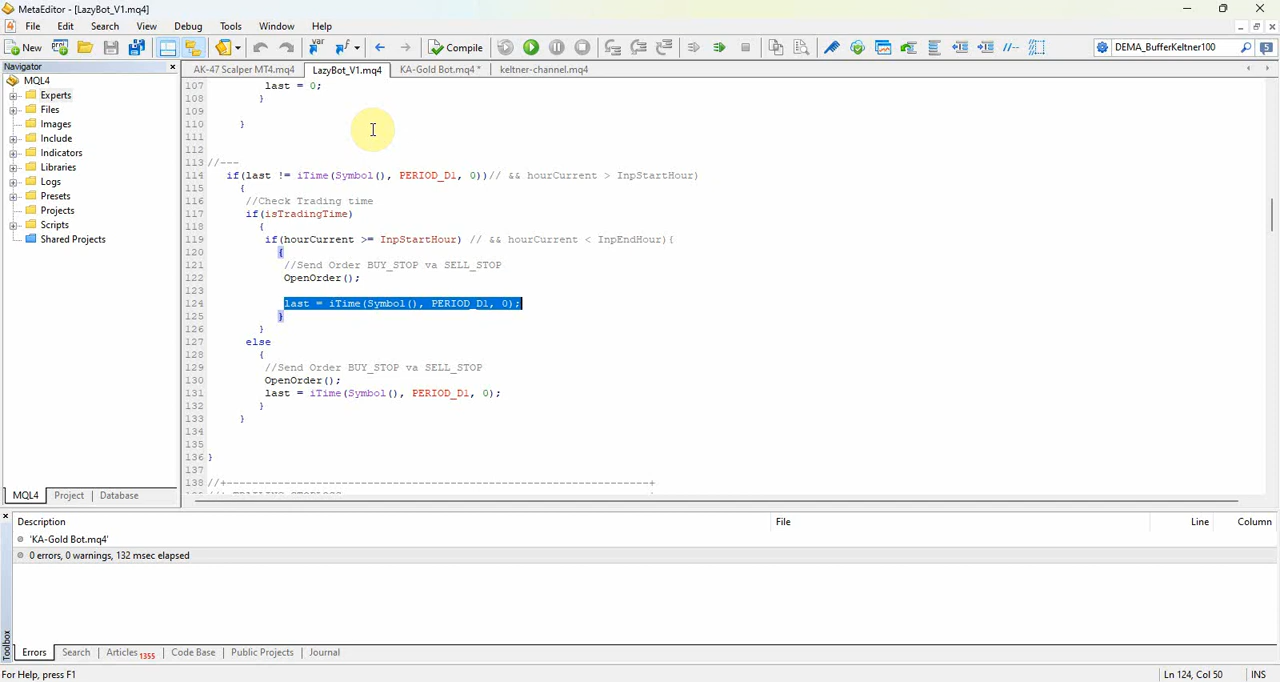 MetaEditor - [LazyBot_V1.mq4]
File Edit Search View Debug Tools Window Help
New Compile DEMA_BufferKeltner100 5
Navigator
AK-47 Scalper MT4.mq4 LazyBot_V1.mq4 KA-Gold Bot.mq4 * keltner-channel.mq4
MQL4
Experts
Files
Images
Include
Indicators
Libraries
Logs
Presets
Projects
Scripts
Shared Projects
MQL4 Project Database
107 last = 0;
108 }
109
110 }
111
112
113 //---
114 if(last != iTime(Symbol(), PERIOD_D1, 0))// && hourCurrent > InpStartHour)
115 {
116 //Check Trading time
117 if(isTradingTime)
118 {
119 if(hourCurrent >= InpStartHour) // && hourCurrent < InpEndHour){
120 {
121 //Send Order BUY_STOP va SELL_STOP
122 OpenOrder();
123
124 last = iTime(Symbol(), PERIOD_D1, 0);
125 }
126 }
127 else
128 {
129 //Send Order BUY_STOP va SELL_STOP
130 OpenOrder();
131 last = iTime(Symbol(), PERIOD_D1, 0);
132 }
133 }
134
135
136 }
137
138 //+------------------------------------------------------------------+
Description File Line Column
'KA-Gold Bot.mq4'
0 errors, 0 warnings, 132 msec elapsed
Toolbox
Errors Search Articles 1355 Code Base Public Projects Journal
For Help, press F1 Ln 124, Col 50 INS